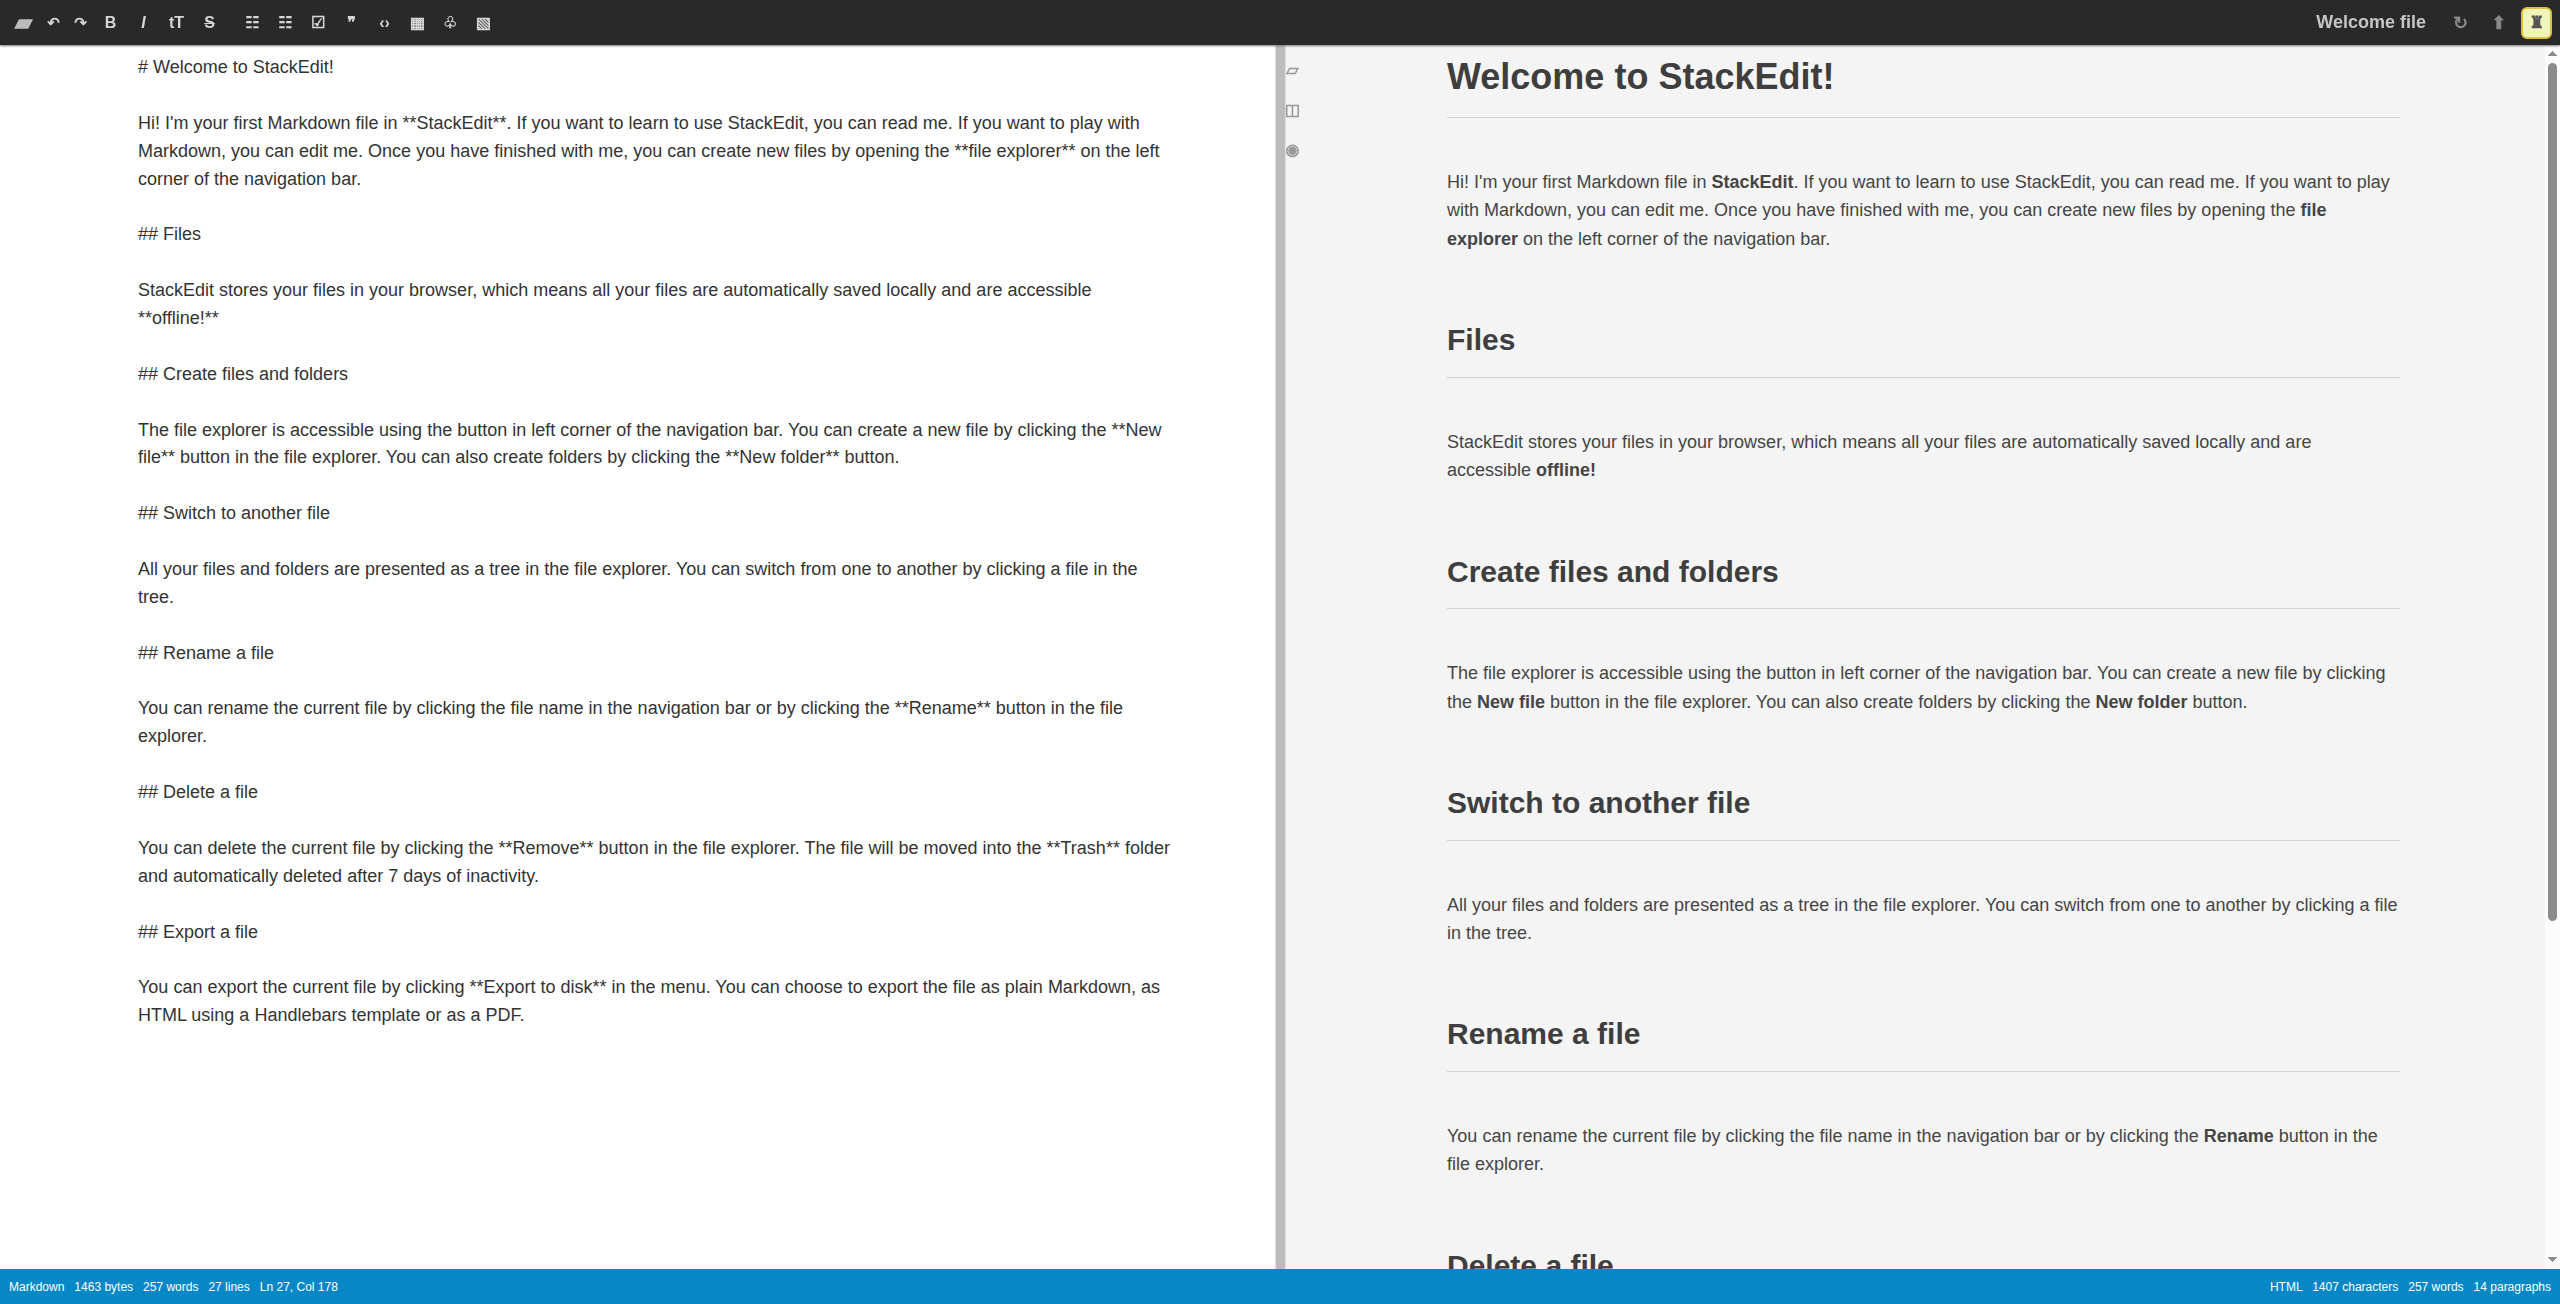 B I tT S Welcome file
# Welcome to StackEdit!
Hi! I'm your first Markdown file in **StackEdit**. If you want to learn to use StackEdit, you can read me. If you want to play with
Markdown, you can edit me. Once you have finished with me, you can create new files by opening the **file explorer** on the left
corner of the navigation bar.
## Files
StackEdit stores your files in your browser, which means all your files are automatically saved locally and are accessible
**offline!**
## Create files and folders
The file explorer is accessible using the button in left corner of the navigation bar. You can create a new file by clicking the **New
file** button in the file explorer. You can also create folders by clicking the **New folder** button.
## Switch to another file
All your files and folders are presented as a tree in the file explorer. You can switch from one to another by clicking a file in the
tree.
## Rename a file
You can rename the current file by clicking the file name in the navigation bar or by clicking the **Rename** button in the file
explorer.
## Delete a file
You can delete the current file by clicking the **Remove** button in the file explorer. The file will be moved into the **Trash** folder
and automatically deleted after 7 days of inactivity.
## Export a file
You can export the current file by clicking **Export to disk** in the menu. You can choose to export the file as plain Markdown, as
HTML using a Handlebars template or as a PDF.
Welcome to StackEdit!
Hi! I'm your first Markdown file in StackEdit. If you want to learn to use StackEdit, you can read me. If you want to play
with Markdown, you can edit me. Once you have finished with me, you can create new files by opening the file
explorer on the left corner of the navigation bar.
Files
StackEdit stores your files in your browser, which means all your files are automatically saved locally and are
accessible offline!
Create files and folders
The file explorer is accessible using the button in left corner of the navigation bar. You can create a new file by clicking
the New file button in the file explorer. You can also create folders by clicking the New folder button.
Switch to another file
All your files and folders are presented as a tree in the file explorer. You can switch from one to another by clicking a file
in the tree.
Rename a file
You can rename the current file by clicking the file name in the navigation bar or by clicking the Rename button in the
file explorer.
Delete a file
Markdown 1463 bytes 257 words 27 lines Ln 27, Col 178
HTML 1407 characters 257 words 14 paragraphs